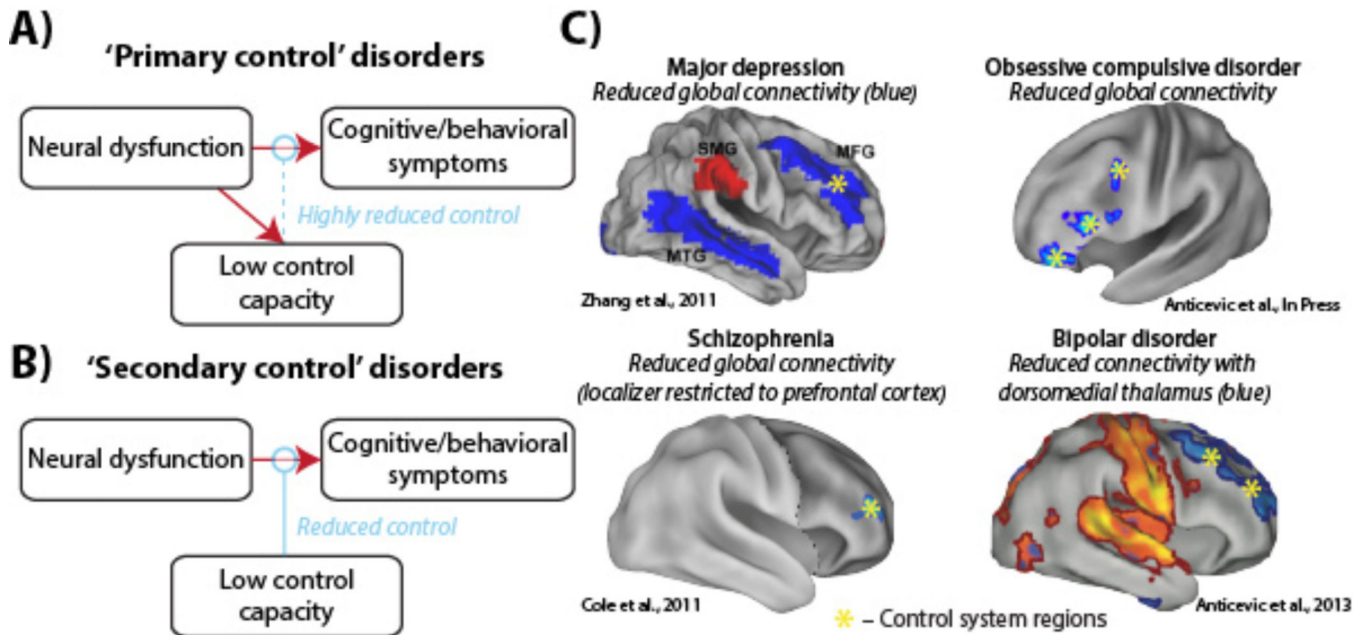 A)
'Primary control' disorders
Neural dysfunction
Cognitive/behavioral
symptoms
Highly reduced control
Low control
capacity
B)
'Secondary control' disorders
Neural dysfunction
Cognitive/behavioral
symptoms
Reduced control
Low control
capacity
C)
Major depression
Reduced global connectivity (blue)
SMG
MFG
MTG
Zhang et al., 2011
Obsessive compulsive disorder
Reduced global connectivity
Anticevic et al., In Press
Schizophrenia
Reduced global connectivity
(localizer restricted to prefrontal cortex)
Cole et al., 2011
Bipolar disorder
Reduced connectivity with
dorsomedial thalamus (blue)
Anticevic et al., 2013
– Control system regions